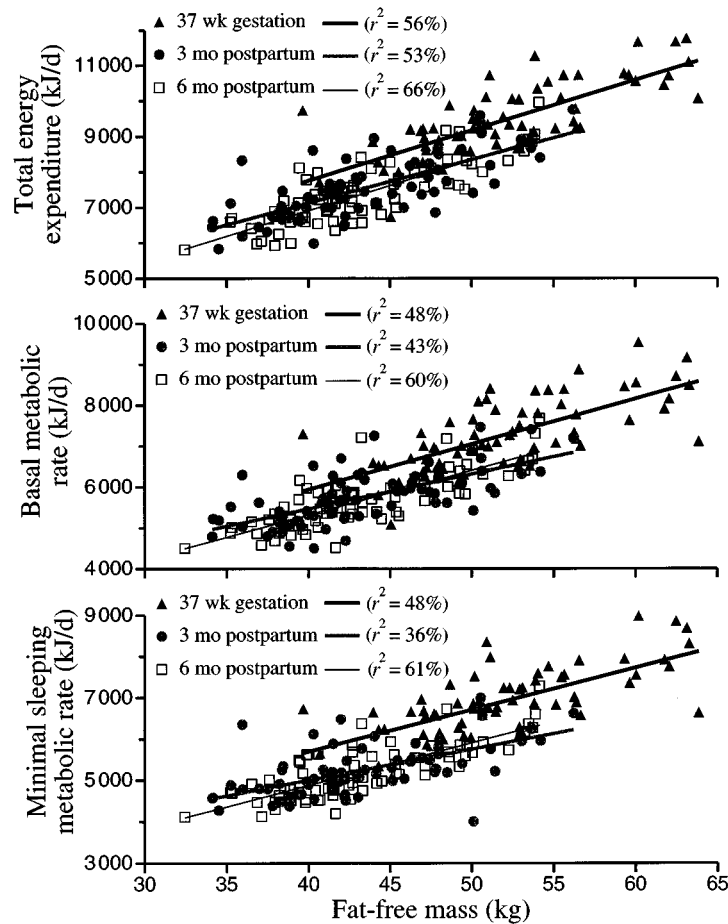 Total energy
expenditure (kJ/d)
37 wk gestation (r² = 56%)
3 mo postpartum (r² = 53%)
6 mo postpartum (r² = 66%)
11000
9000
7000
5000
Basal metabolic
rate (kJ/d)
37 wk gestation (r² = 48%)
3 mo postpartum (r² = 43%)
6 mo postpartum (r² = 60%)
10000
8000
6000
4000
Minimal sleeping
metabolic rate (kJ/d)
37 wk gestation (r² = 48%)
3 mo postpartum (r² = 36%)
6 mo postpartum (r² = 61%)
9000
7000
5000
3000
30 35 40 45 50 55 60 65
Fat-free mass (kg)